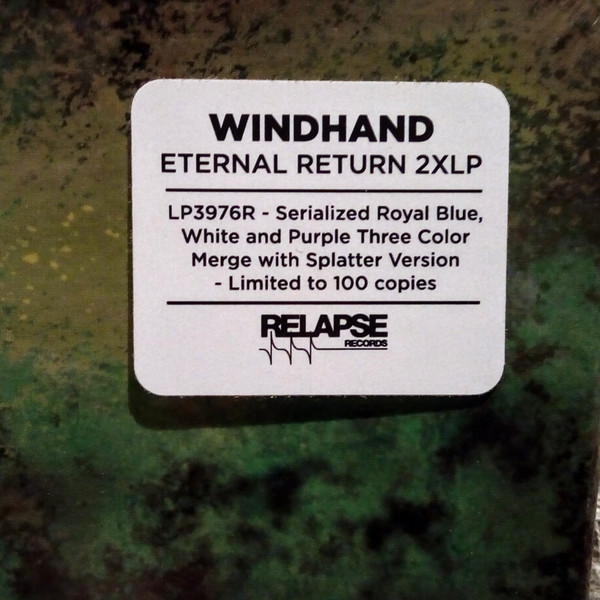 WINDHAND
ETERNAL RETURN 2XLP
LP3976R - Serialized Royal Blue,
White and Purple Three Color
Merge with Splatter Version
- Limited to 100 copies
RELAPSE
RECORDS